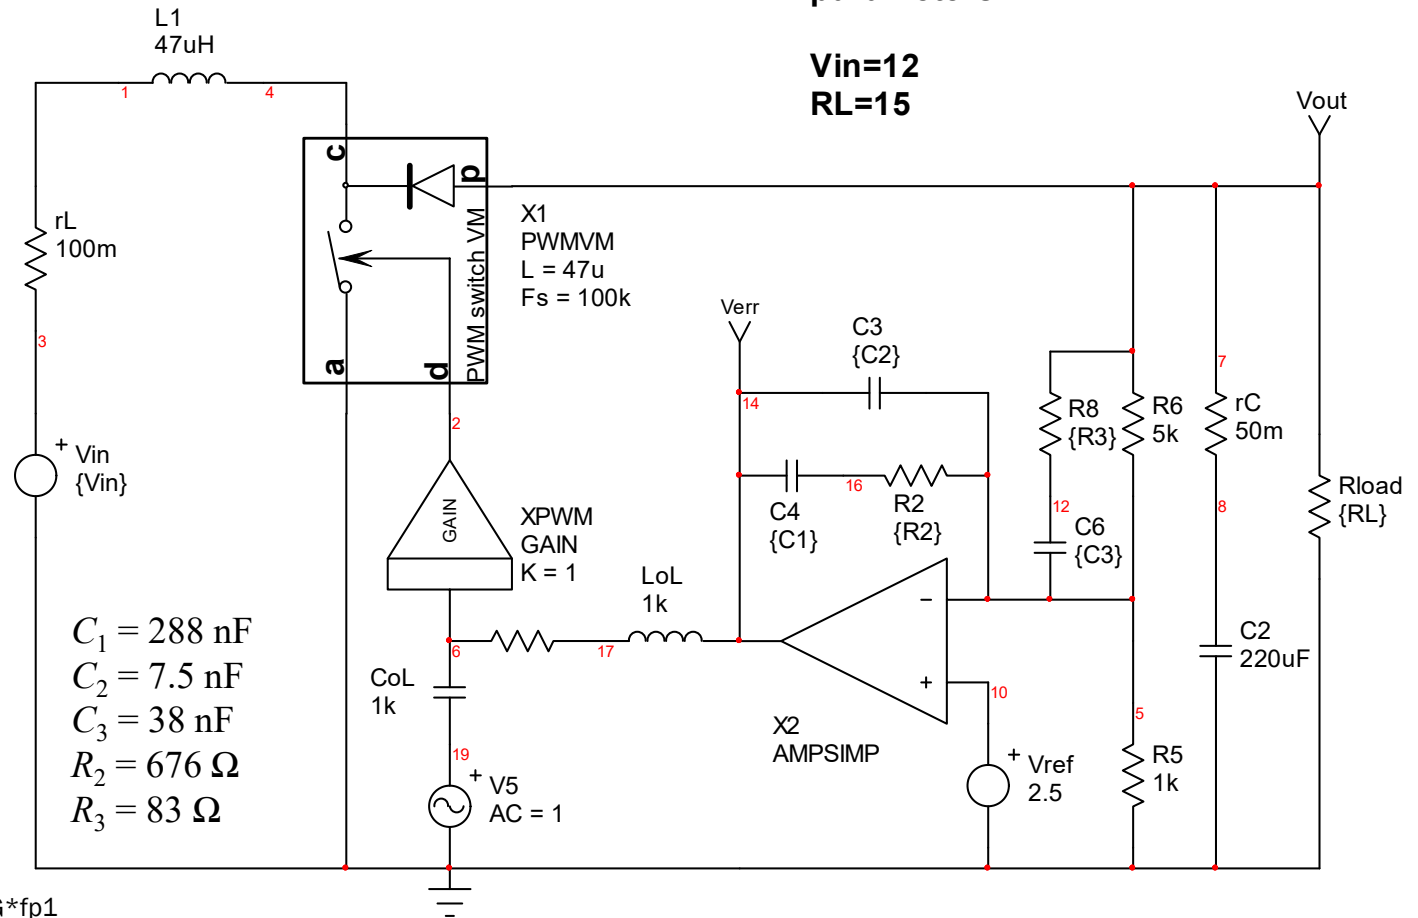 Vin=12
RL=15
L1
47uH
1
4
Vout
c
p
rL
100m
X1
PWMVM
L = 47u
Fs = 100k
PWM switch VM
3
a
d
Verr
C3
{C2}
14
7
R8
{R3}
R6
5k
rC
50m
2
+
Vin
{Vin}
GAIN
XPWM
GAIN
K = 1
16
C4
{C1}
R2
{R2}
12
C6
{C3}
8
Rload
{RL}
LoL
1k
−
C1 = 288 nF
C2 = 7.5 nF
C3 = 38 nF
R2 = 676 Ω
R3 = 83 Ω
6
17
CoL
1k
+
10
C2
220uF
X2
AMPSIMP
5
19
+
V5
AC = 1
+
Vref
2.5
R5
1k
*fp1